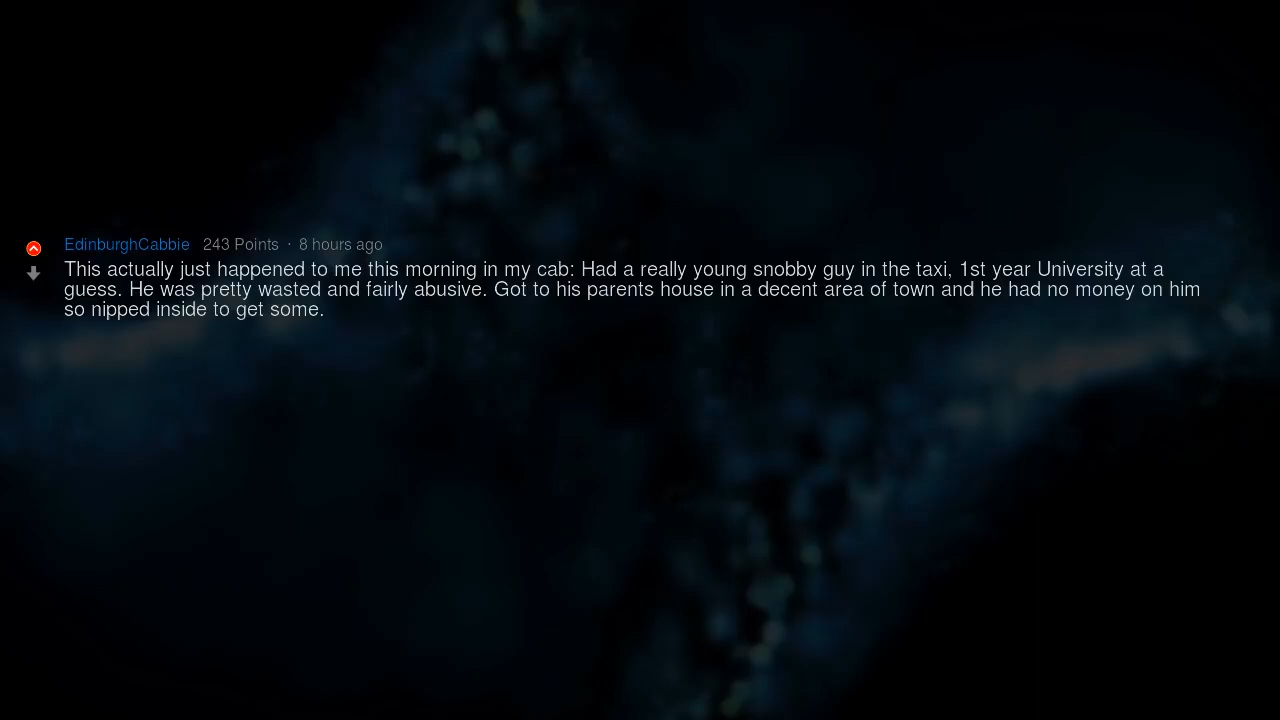 EdinburghCabbie 243 Points · 8 hours ago
This actually just happened to me this morning in my cab: Had a really young snobby guy in the taxi, 1st year University at a
guess. He was pretty wasted and fairly abusive. Got to his parents house in a decent area of town and he had no money on him
so nipped inside to get some.